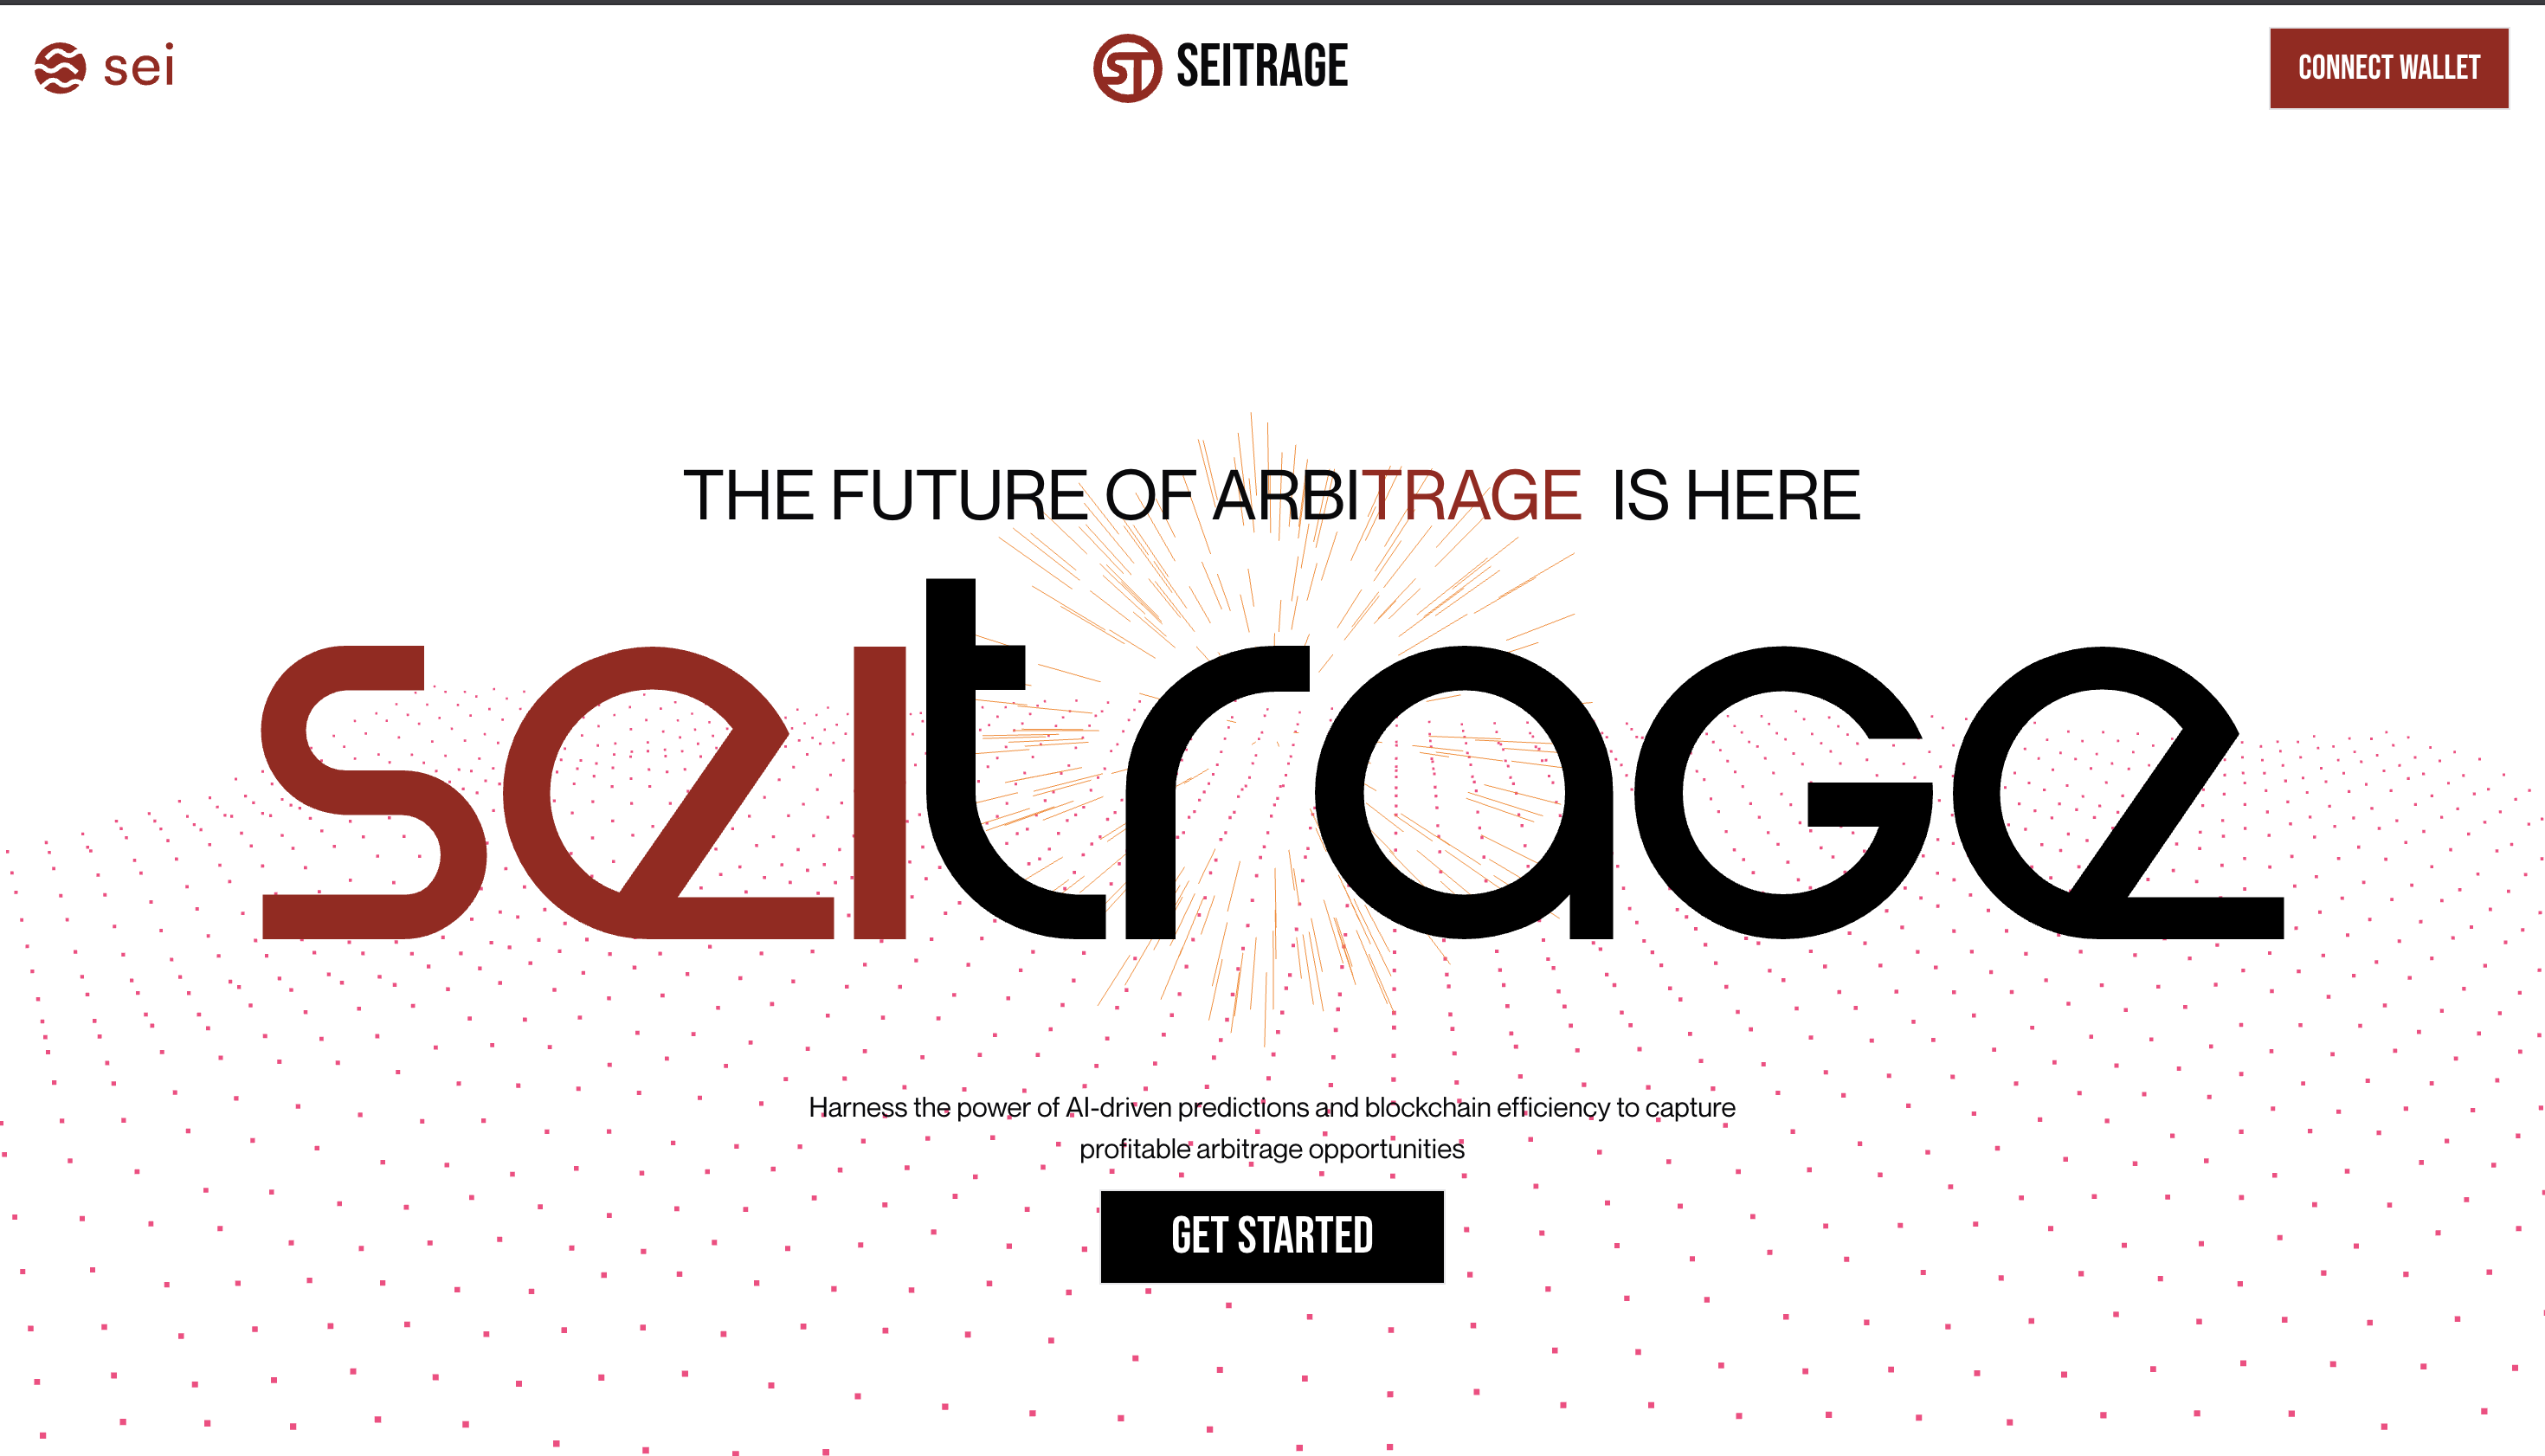 sei
SEITRAGE
CONNECT WALLET
THE FUTURE OF ARBITRAGE IS HERE
seitrage
Harness the power of AI-driven predictions and blockchain efficiency to capture
profitable arbitrage opportunities
GET STARTED